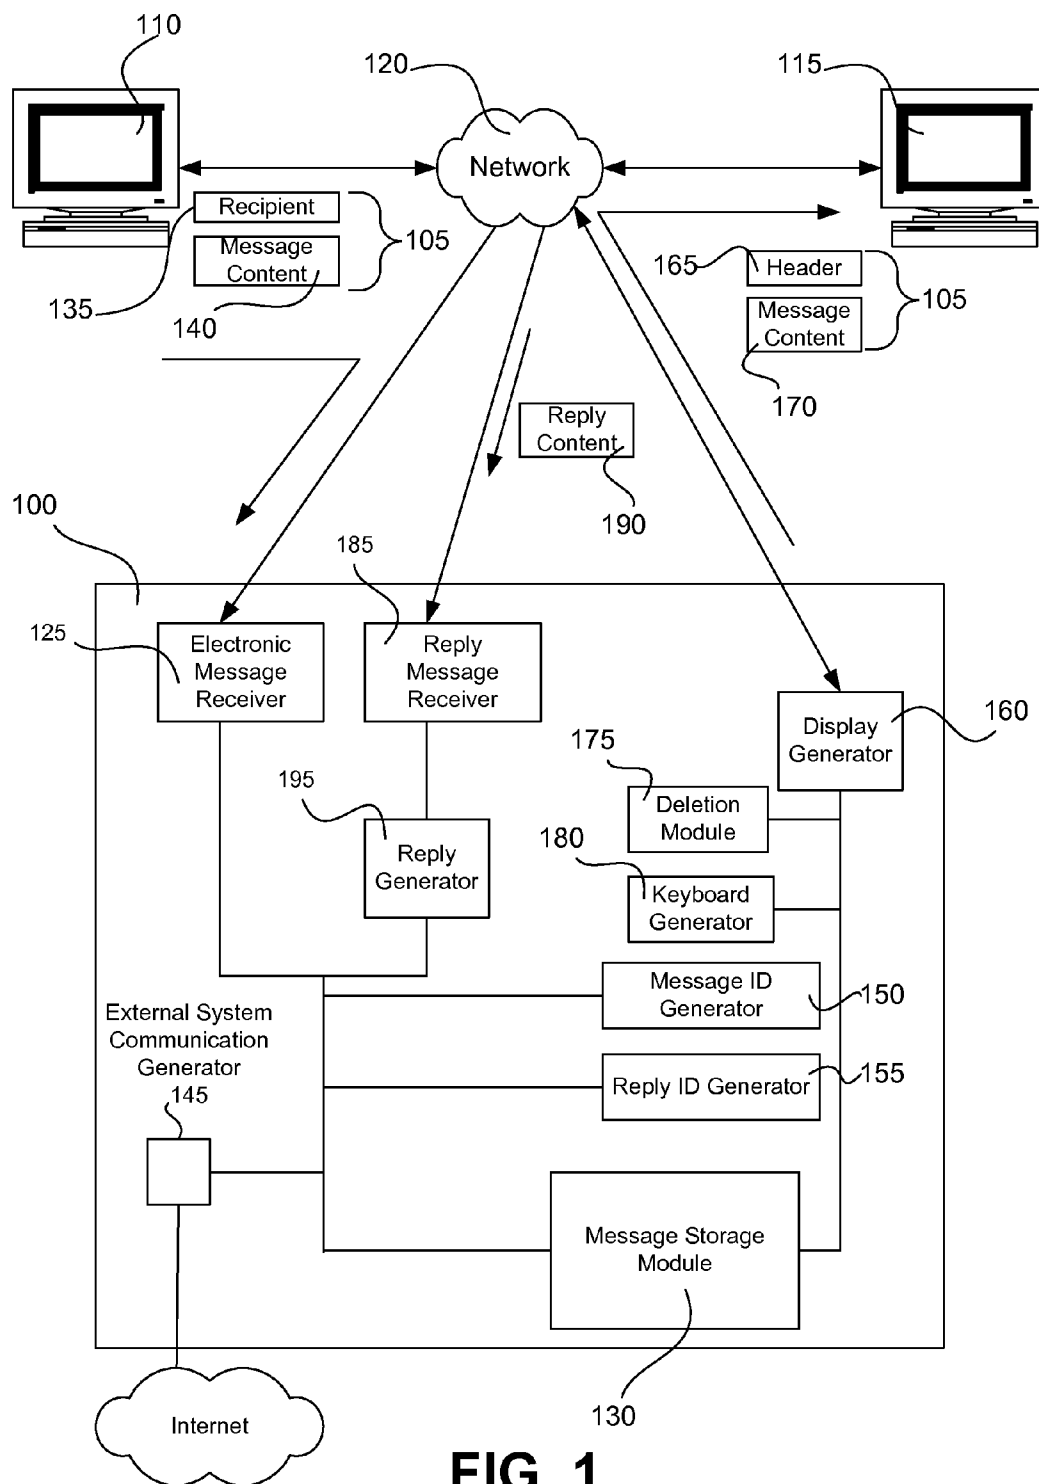 110
120
115
Network
Recipient
105
Message
Content
135
140
165
Header
105
Message
Content
170
Reply
Content
190
100
185
125
Electronic
Message
Receiver
Reply
Message
Receiver
160
Display
Generator
175
Deletion
Module
195
Reply
Generator
180
Keyboard
Generator
Message ID
Generator
150
External System
Communication
Generator
145
Reply ID Generator
155
Message Storage
Module
130
Internet
FIG. 1